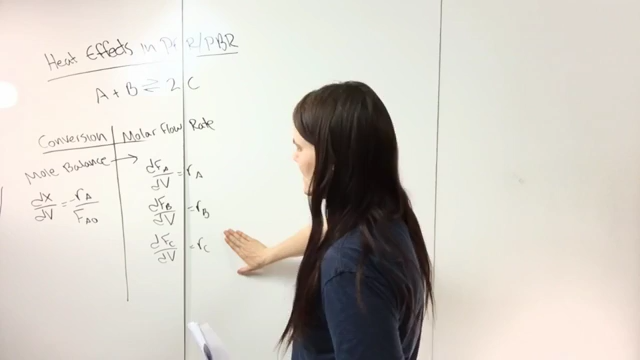 Heat Effects in PFR/PBR
A + B ⇄ 2 C
Conversion | Molar Flow Rate
Mole Balance →
dX/dV = -rA/FA0
dFA/dV = rA
dFB/dV = rB
dFC/dV = rC